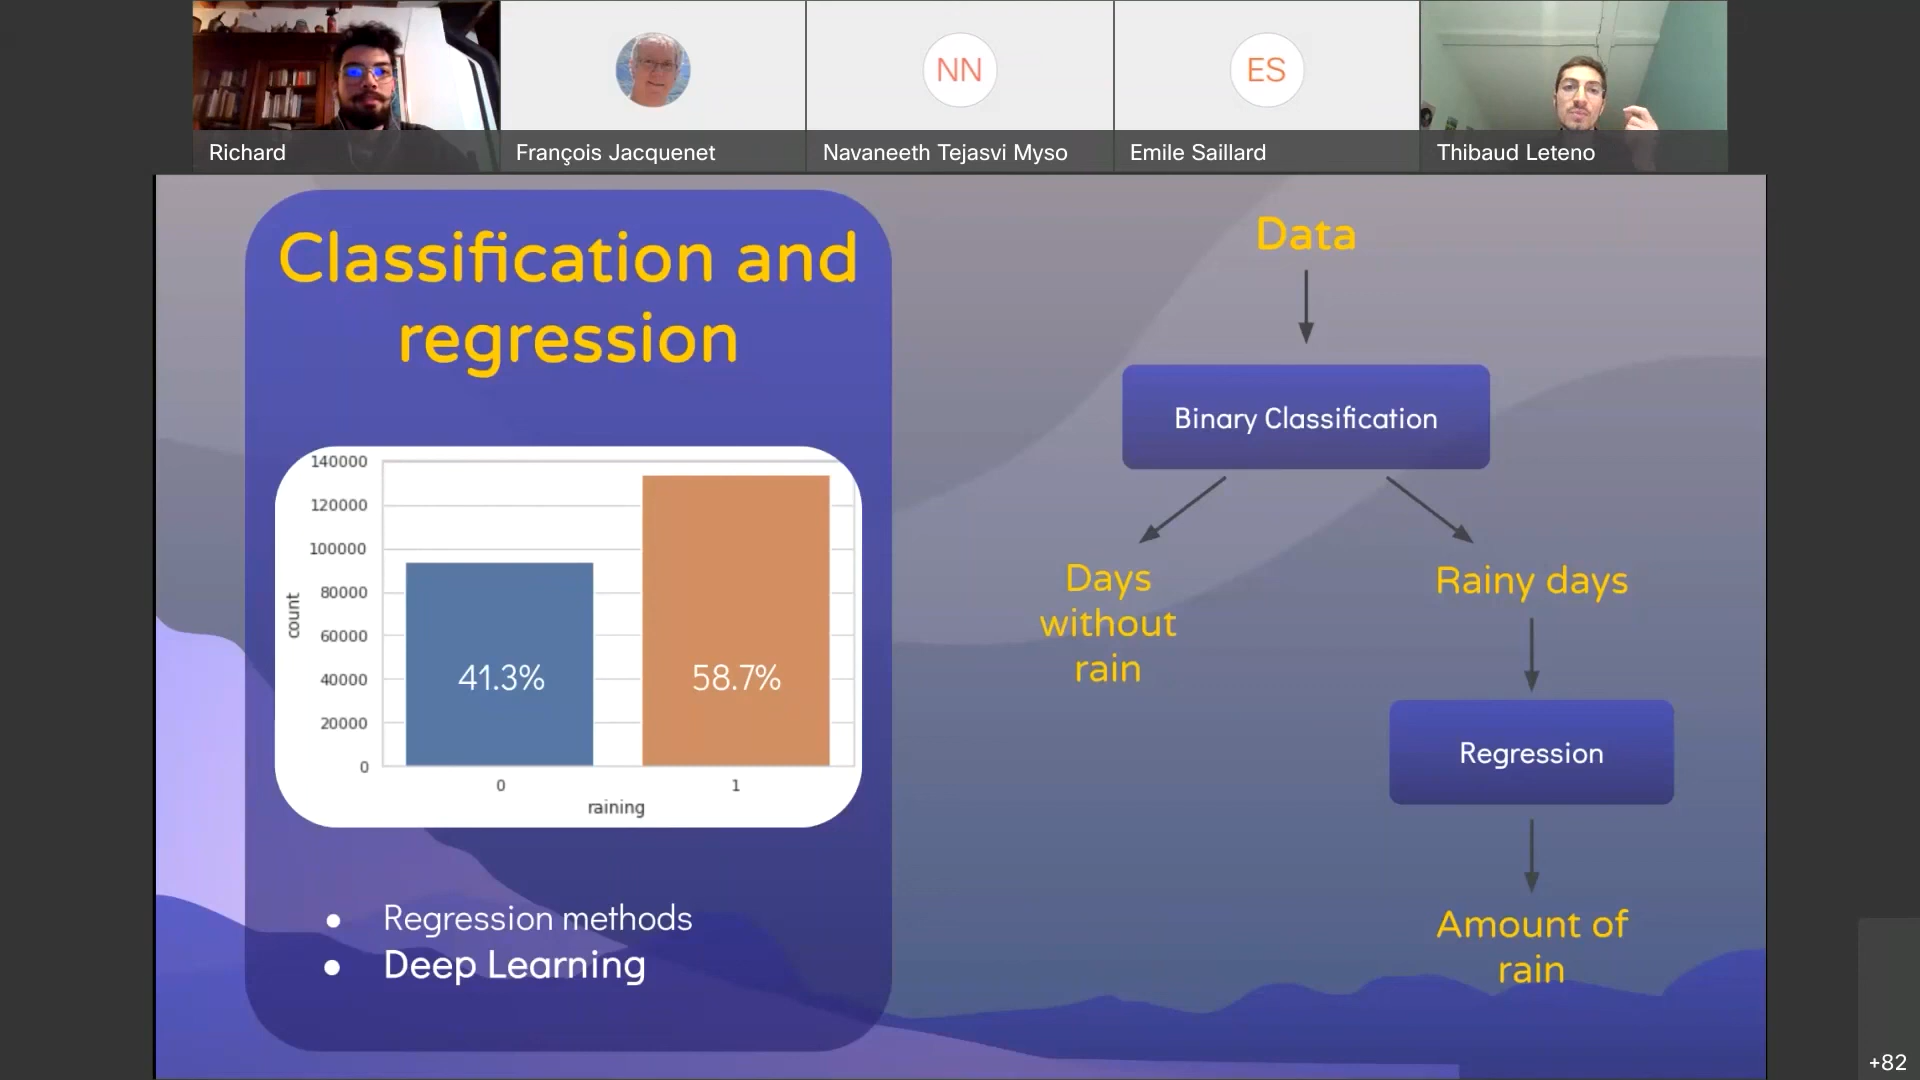 Richard
François Jacquenet
NN
Navaneeth Tejasvi Myso
ES
Emile Saillard
Thibaud Leteno
Classification and
regression
140000
120000
100000
80000
60000
40000
20000
0
count
41.3%
58.7%
0
1
raining
Regression methods
Deep Learning
Data
Binary Classification
Days
without
rain
Rainy days
Regression
Amount of
rain
+82